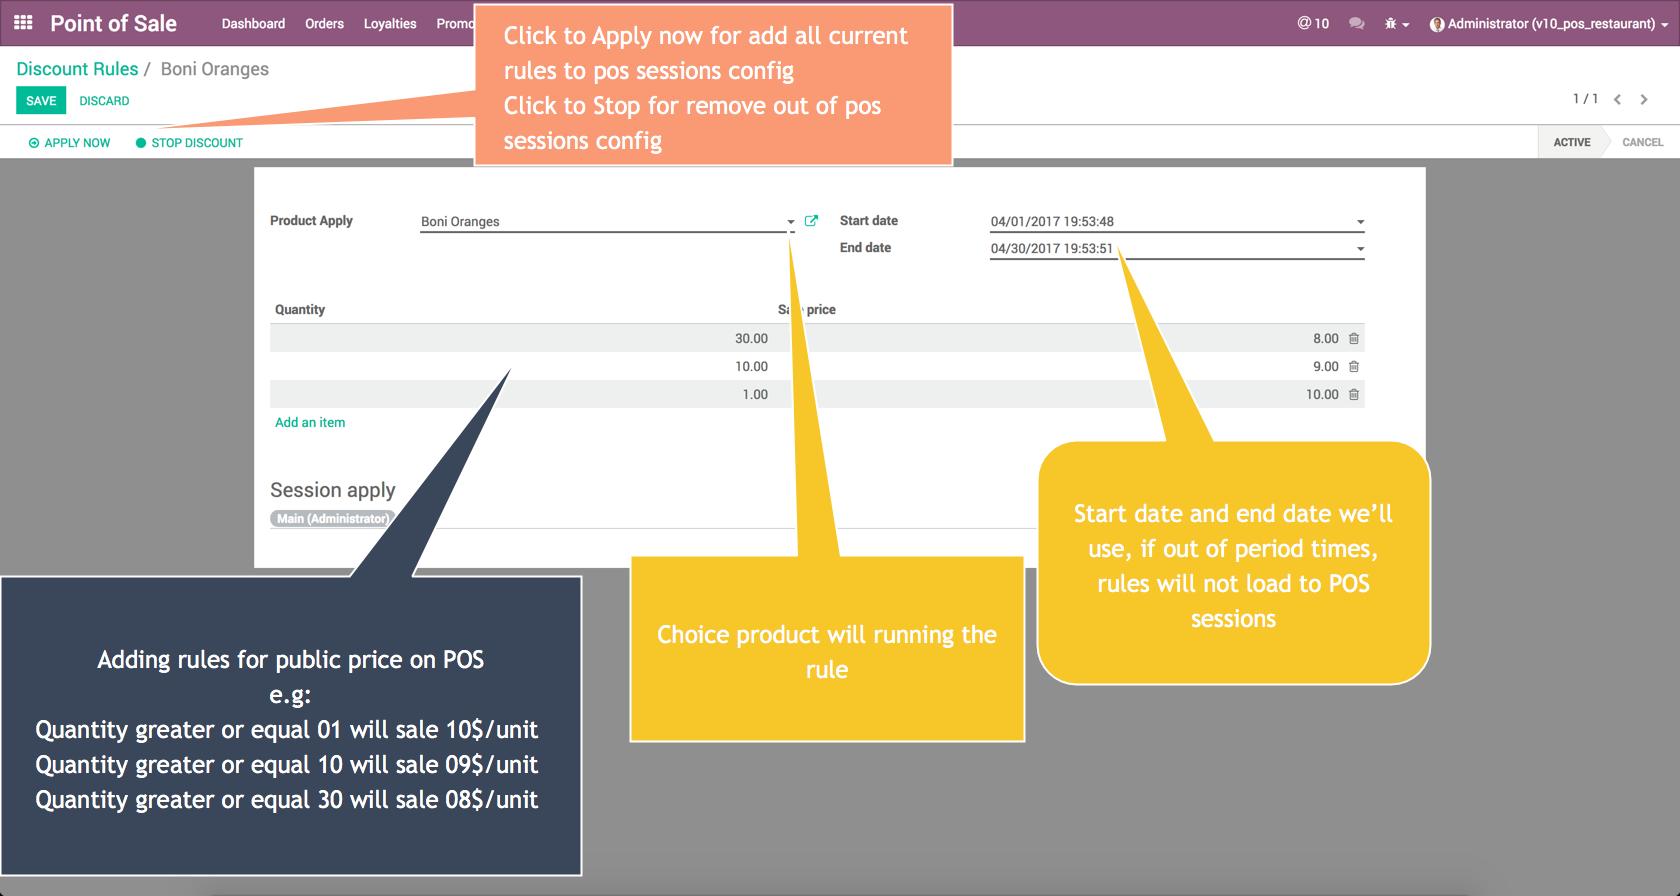 Point of Sale Dashboard Orders Loyalties Promo @ 10 Administrator (v10_pos_restaurant)
Click to Apply now for add all current
rules to pos sessions config
Click to Stop for remove out of pos
sessions config
Discount Rules / Boni Oranges
SAVE DISCARD
1 / 1
APPLY NOW STOP DISCOUNT
ACTIVE CANCEL
Product Apply Boni Oranges Start date 04/01/2017 19:53:48
End date 04/30/2017 19:53:51
Quantity price
30.00 8.00
10.00 9.00
1.00 10.00
Add an item
Session apply
Main (Administrator)
Start date and end date we’ll
use, if out of period times,
rules will not load to POS
sessions
Choice product will running the
rule
Adding rules for public price on POS
e.g:
Quantity greater or equal 01 will sale 10$/unit
Quantity greater or equal 10 will sale 09$/unit
Quantity greater or equal 30 will sale 08$/unit